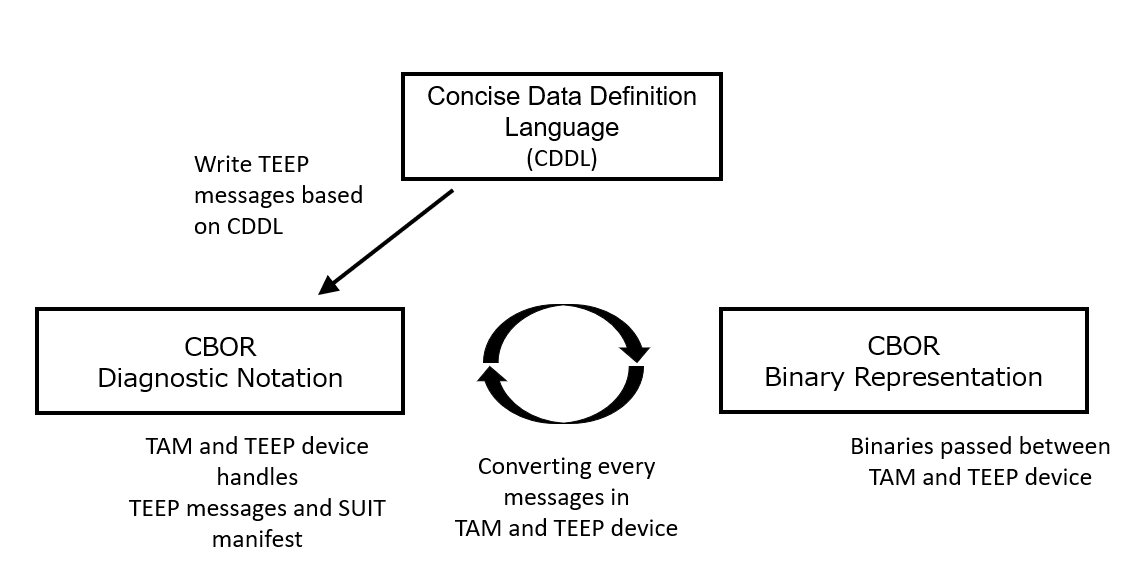 Concise Data Definition
Language
(CDDL)
Write TEEP
messages based
on CDDL
CBOR
Diagnostic Notation
CBOR
Binary Representation
TAM and TEEP device
handles
TEEP messages and SUIT
manifest
Converting every
messages in
TAM and TEEP device
Binaries passed between
TAM and TEEP device